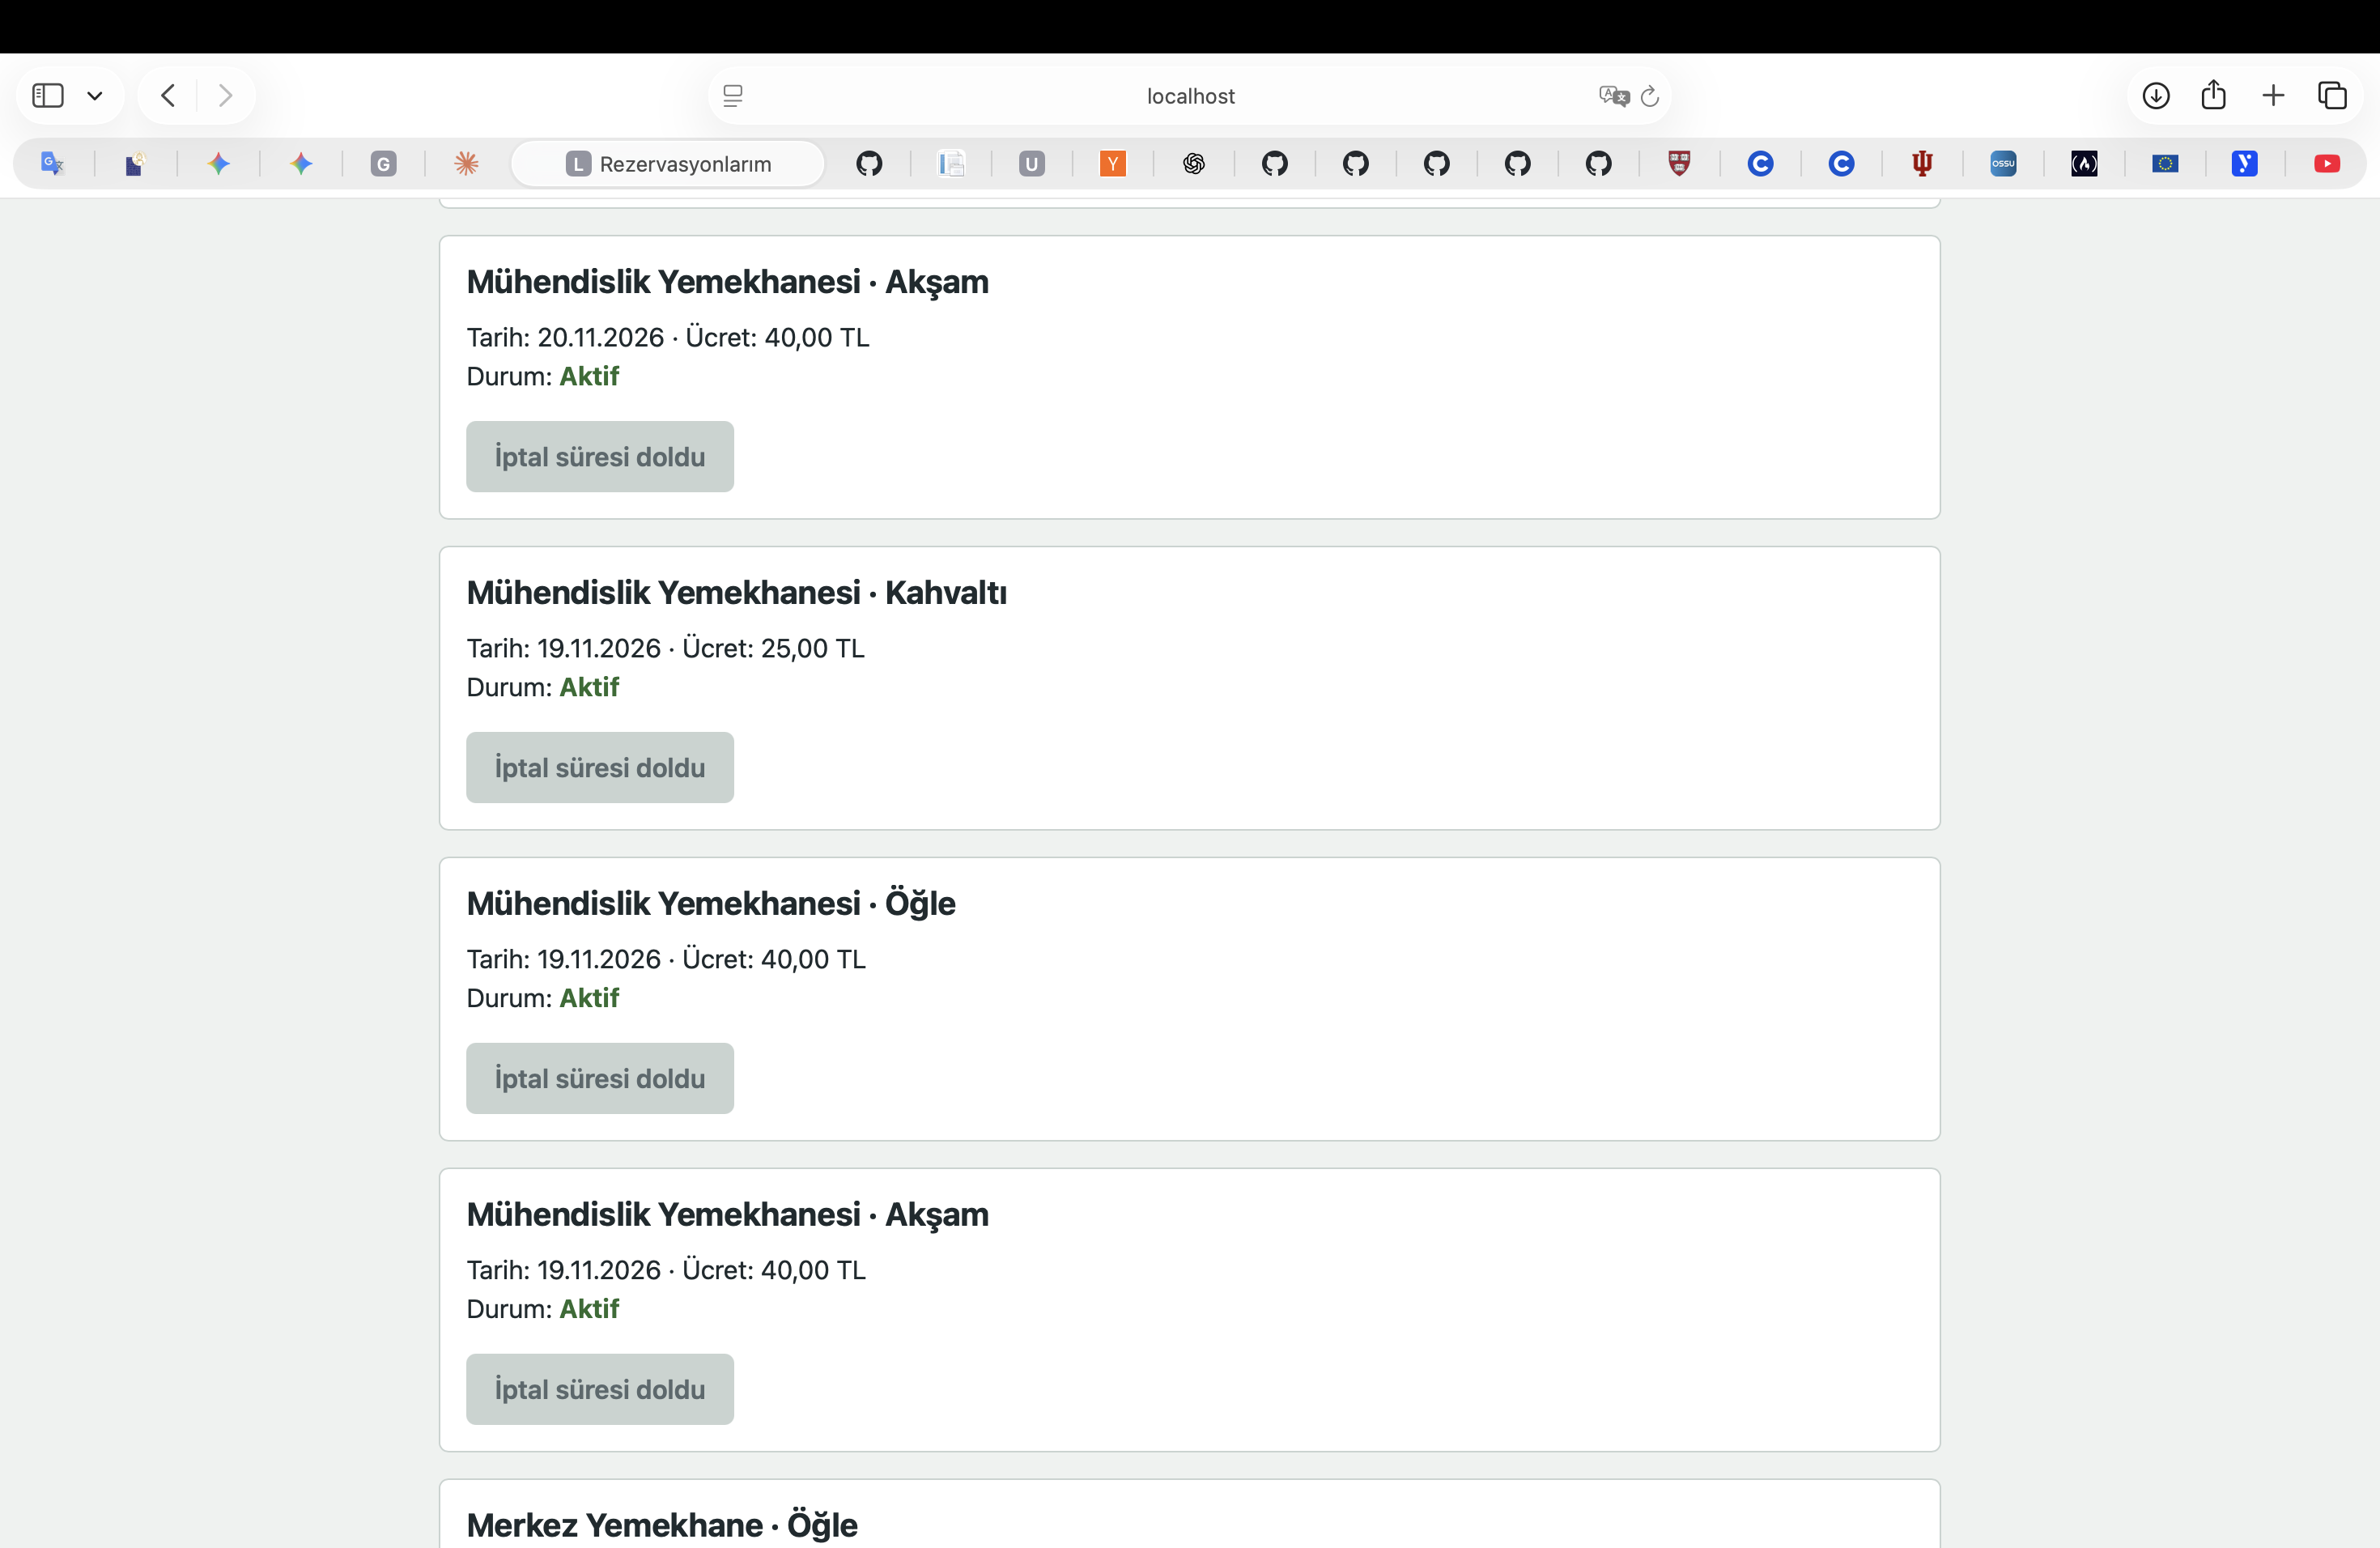 localhost
G
L Rezervasyonlarım
U
Y
OSSU
Mühendislik Yemekhanesi · Akşam
Tarih: 20.11.2026 · Ücret: 40,00 TL
Durum: Aktif
İptal süresi doldu
Mühendislik Yemekhanesi · Kahvaltı
Tarih: 19.11.2026 · Ücret: 25,00 TL
Durum: Aktif
İptal süresi doldu
Mühendislik Yemekhanesi · Öğle
Tarih: 19.11.2026 · Ücret: 40,00 TL
Durum: Aktif
İptal süresi doldu
Mühendislik Yemekhanesi · Akşam
Tarih: 19.11.2026 · Ücret: 40,00 TL
Durum: Aktif
İptal süresi doldu
Merkez Yemekhane · Öğle